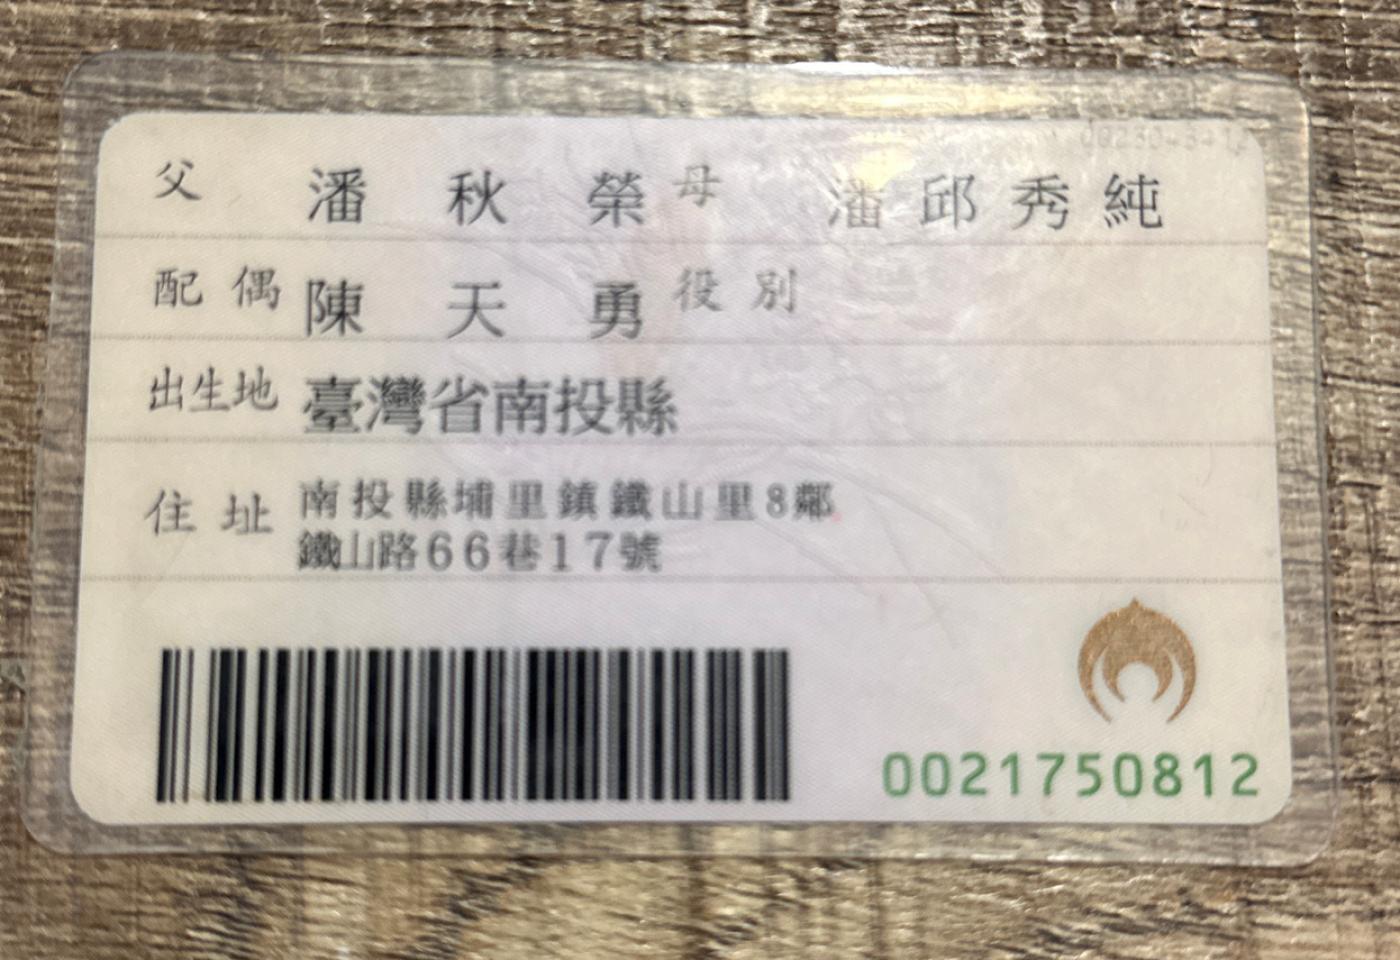 父 潘秋榮 母 潘邱秀純
配偶 陳天勇 役別
出生地 臺灣省南投縣
住址 南投縣埔里鎮鐵山里8鄰
鐵山路66巷17號
0021750812